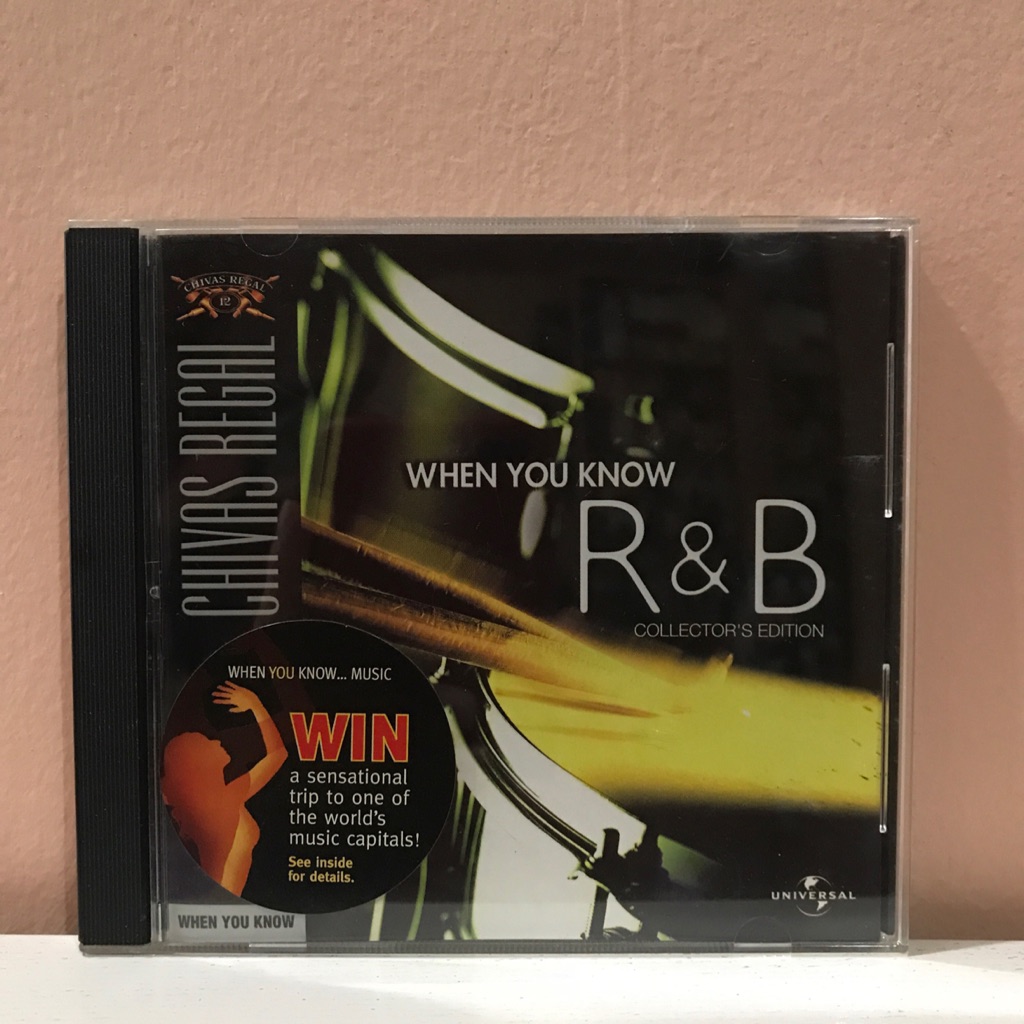 CHIVAS REGAL
12
CHIVAS REGAL
WHEN YOU KNOW
R & B
COLLECTOR'S EDITION
WHEN YOU KNOW... MUSIC
WIN
a sensational
trip to one of
the world's
music capitals!
See inside
for details.
WHEN YOU KNOW
UNIVERSAL